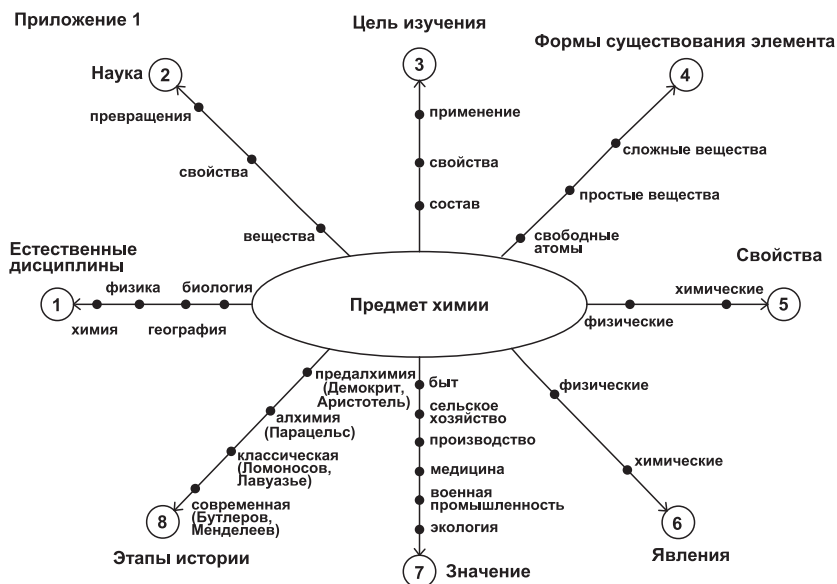 Приложение 1
Цель изучения
3
Формы существования элемента
4
Наука
2
превращения
свойства
вещества
применение
свойства
состав
сложные вещества
простые вещества
свободные
атомы
Естественные
дисциплины
1
физика
биология
химия
география
Предмет химии
Свойства
химические
5
физические
предалхимия
(Демокрит,
Аристотель)
алхимия
(Парацельс)
классическая
(Ломоносов,
Лавуазье)
современная
(Бутлеров,
Менделеев)
8
Этапы истории
быт
сельское
хозяйство
производство
медицина
военная
промышленность
экология
7
Значение
физические
химические
6
Явления